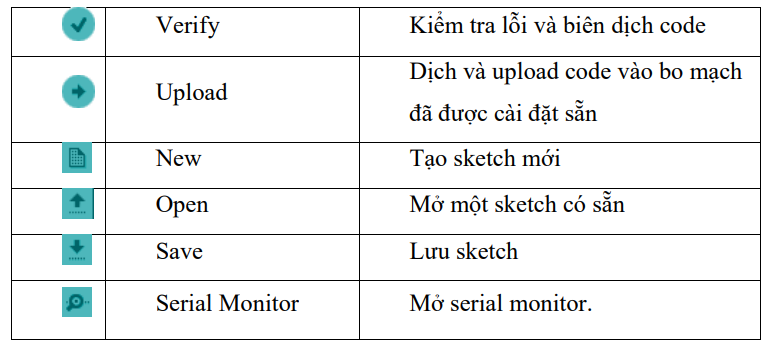 Verify Kiểm tra lỗi và biên dịch code
Upload Dịch và upload code vào bo mạch
đã được cài đặt sẵn
New Tạo sketch mới
Open Mở một sketch có sẵn
Save Lưu sketch
Serial Monitor Mở serial monitor.